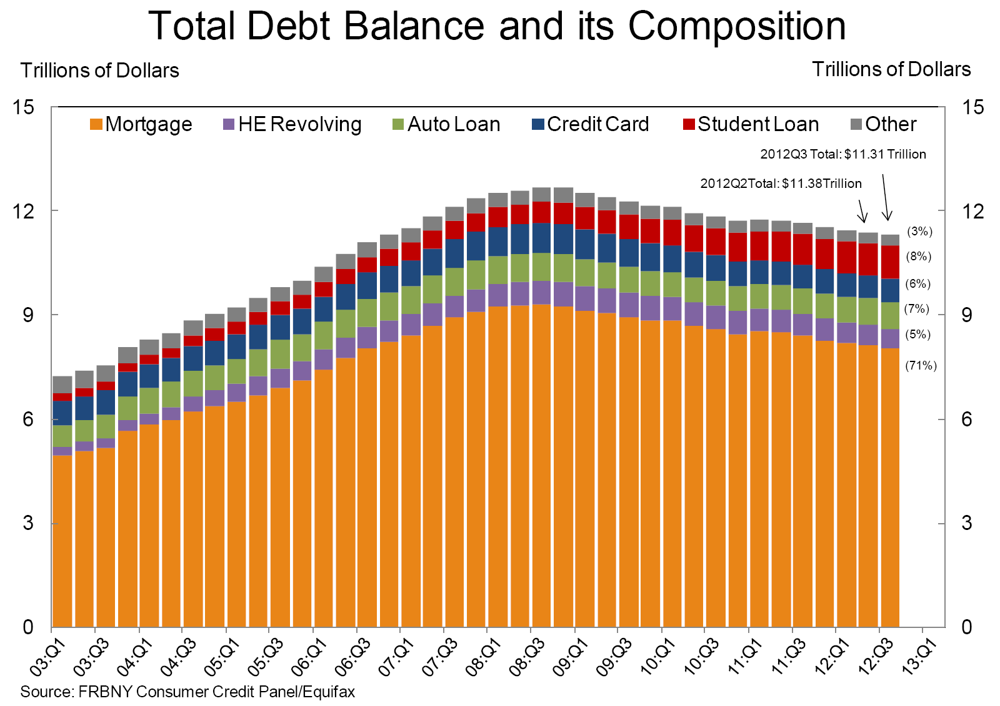 Total Debt Balance and its Composition
Trillions of Dollars
Trillions of Dollars
15
15
Mortgage HE Revolving Auto Loan Credit Card Student Loan Other
2012Q3 Total: $11.31 Trillion
2012Q2Total: $11.38Trillion
12
12
(3%)
(8%)
(6%)
(7%)
9
9
(5%)
(71%)
6
6
3
3
0
0
03:Q1 03:Q3 04:Q1 04:Q3 05:Q1 05:Q3 06:Q1 06:Q3 07:Q1 07:Q3 08:Q1 08:Q3 09:Q1 09:Q3 10:Q1 10:Q3 11:Q1 11:Q3 12:Q1 12:Q3 13:Q1
Source: FRBNY Consumer Credit Panel/Equifax